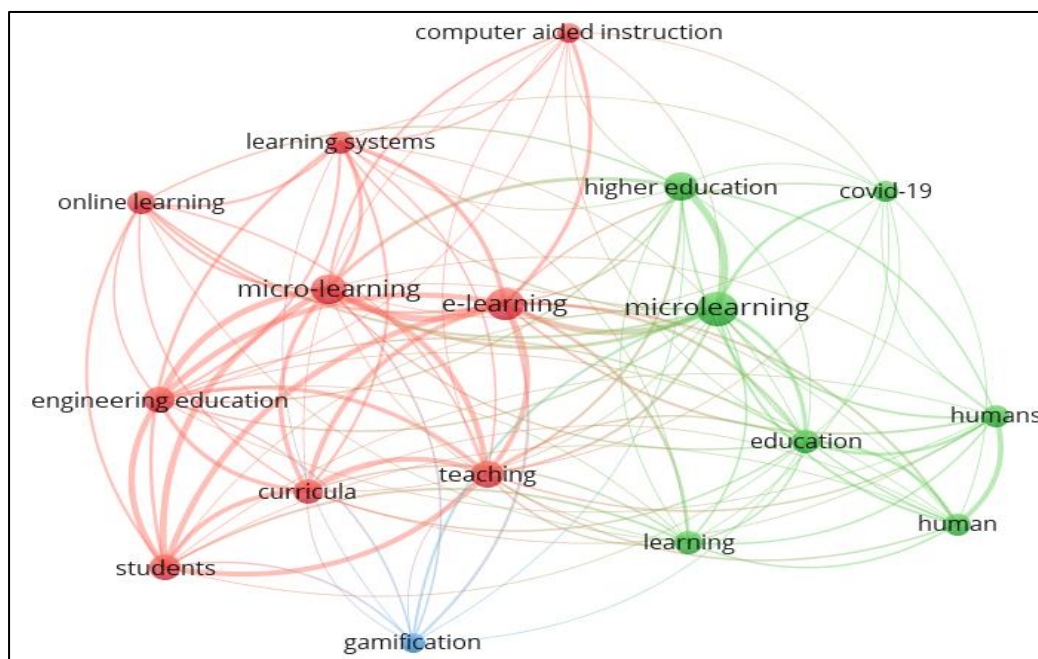 computer aided instruction
learning systems
higher education
covid-19
online learning
micro-learning
e-learning
microlearning
engineering education
humans
education
teaching
curricula
human
learning
students
gamification